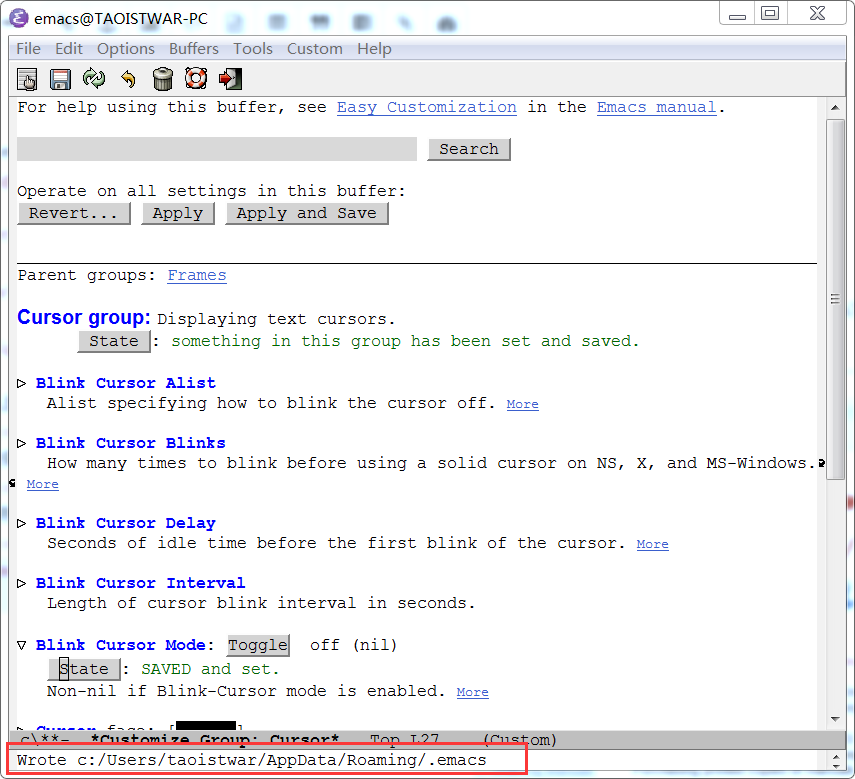 emacs@TAOISTWAR-PC
File Edit Options Buffers Tools Custom Help
For help using this buffer, see Easy Customization in the Emacs manual.
Search
Operate on all settings in this buffer:
Revert... Apply Apply and Save
Parent groups: Frames
Cursor group: Displaying text cursors.
State : something in this group has been set and saved.
Blink Cursor Alist
Alist specifying how to blink the cursor off. More
Blink Cursor Blinks
How many times to blink before using a solid cursor on NS, X, and MS-Windows.
More
Blink Cursor Delay
Seconds of idle time before the first blink of the cursor. More
Blink Cursor Interval
Length of cursor blink interval in seconds.
Blink Cursor Mode: Toggle off (nil)
State : SAVED and set.
Non-nil if Blink-Cursor mode is enabled. More
Cursor face: [ ]
c\**- *Customize Group: Cursor* Top L27 (Custom)
Wrote c:/Users/taoistwar/AppData/Roaming/.emacs